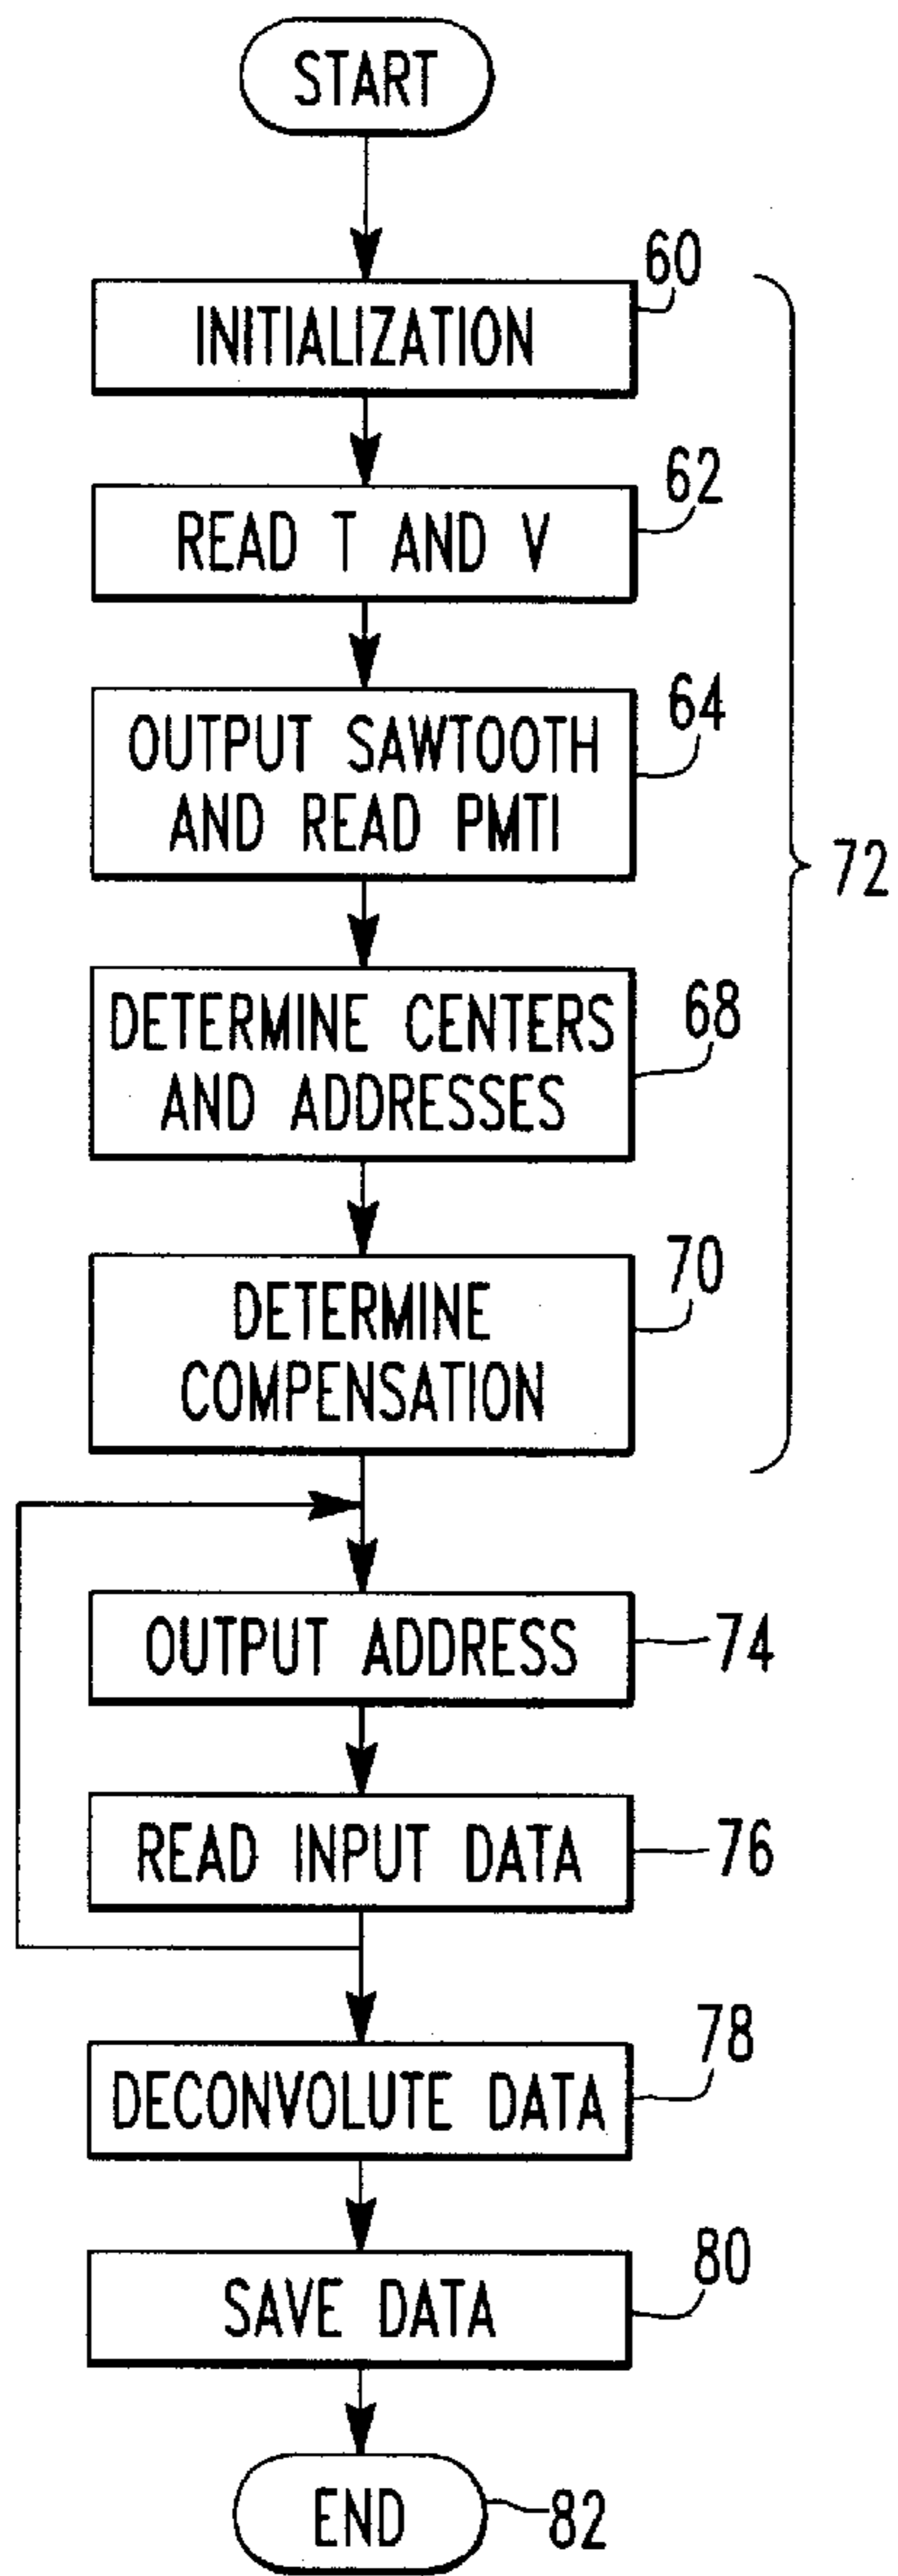 START
60
INITIALIZATION
62
READ T AND V
64
OUTPUT SAWTOOTH
AND READ PMTI
72
68
DETERMINE CENTERS
AND ADDRESSES
70
DETERMINE
COMPENSATION
OUTPUT ADDRESS
74
READ INPUT DATA
76
78
DECONVOLUTE DATA
80
SAVE DATA
END
82